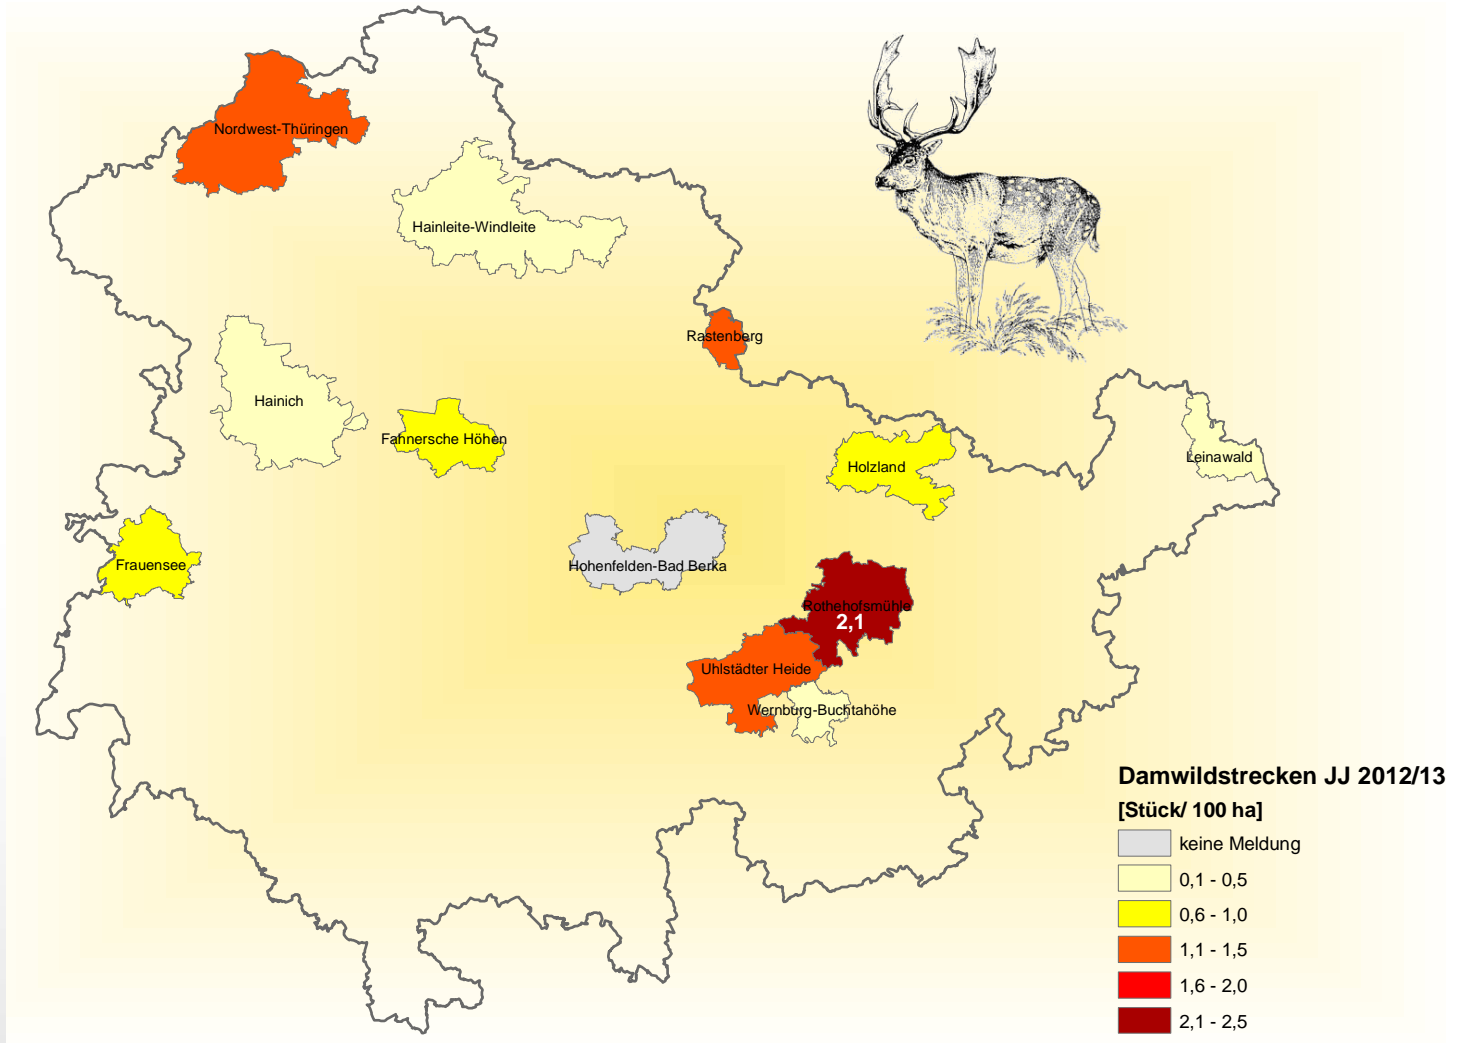 Nordwest-Thüringen
Hainleite-Windleite
Rastenberg
Hainich
Fahnersche Höhen
Holzland
Leinawald
Frauensee
Hohenfelden-Bad Berka
Rothehofsmühle
2,1
Uhlstädter Heide
Wernburg-Buchtahöhe
Damwildstrecken JJ 2012/13
[Stück/ 100 ha]
keine Meldung
0,1 - 0,5
0,6 - 1,0
1,1 - 1,5
1,6 - 2,0
2,1 - 2,5